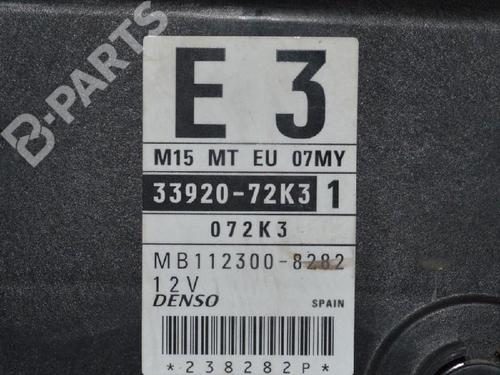 B-PARTS
E 3
M15 MT EU 07MY
33920-72K3 1
072K3
MB112300-8282
12V
DENSO SPAIN
*238282P*